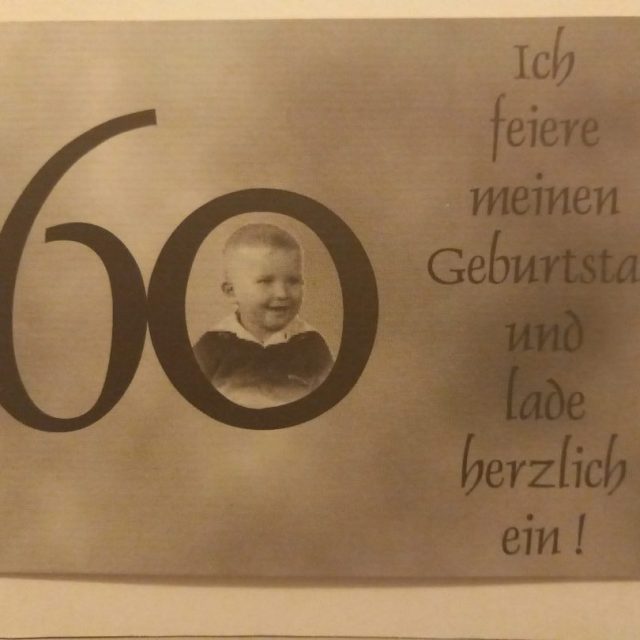 60
Ich
feiere
meinen
Geburtsta
und
lade
herzlich
ein !